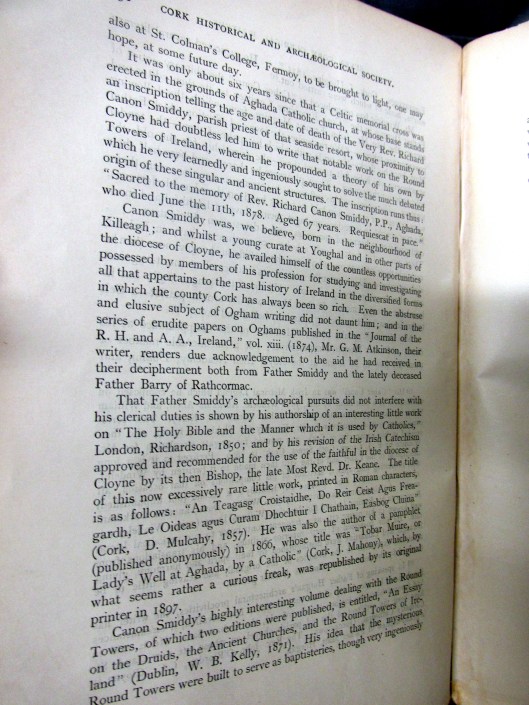 CORK HISTORICAL AND ARCHÆOLOGICAL SOCIETY.
also at St. Colman's College, Fermoy, to be brought to light, one may
hope, at some future day.
It was only about six years since that a Celtic memorial cross was
erected in the grounds of Aghada Catholic church, at whose base stands
an inscription telling the age and date of death of the Very Rev. Richard
Canon Smiddy, parish priest of that seaside resort, whose proximity to
Cloyne had doubtless led him to write that notable work on the Round
Towers of Ireland, wherein he propounded a theory of his own by
which he very learnedly and ingeniously sought to solve the much debated
origin of these singular and ancient structures. The inscription runs thus:
"Sacred to the memory of Rev. Richard Canon Smiddy, P.P., Aghada,
who died June the 11th, 1878. Aged 67 years. Requiescat in pace."
Canon Smiddy was, we believe, born in the neighbourhood of
Killeagh; and whilst a young curate at Youghal and in other parts of
the diocese of Cloyne, he availed himself of the countless opportunities
possessed by members of his profession for studying and investigating
all that appertains to the past history of Ireland in the diversified forms
in which the county Cork has always been so rich. Even the abstruse
and elusive subject of Ogham writing did not daunt him; and in the
series of erudite papers on Oghams published in the "Journal of the
R. H. and A. A., Ireland," vol. xiii. (1874), Mr. G. M. Atkinson, their
writer, renders due acknowledgement to the aid he had received in
their decipherment both from Father Smiddy and the lately deceased
Father Barry of Rathcormac.
That Father Smiddy's archæological pursuits did not interfere with
his clerical duties is shown by his authorship of an interesting little work
on "The Holy Bible and the Manner which it is used by Catholics,"
London, Richardson, 1850; and by his revision of the Irish Catechism
approved and recommended for the use of the faithful in the diocese of
Cloyne by its then Bishop, the late Most Revd. Dr. Keane. The title
of this now excessively rare little work, printed in Roman characters,
is as follows: "An Teagasg Croistaidhe, Do Reir Ceist Agus Frea-
gardh, Le Oideas agus Curam Dhochtuir I Chathain, Easbog Cluina"
(Cork, D. Mulcahy, 1857). He was also the author of a pamphlet
(published anonymously) in 1866, whose title was "Tobar Muire, or
Lady's Well at Aghada, by a Catholic" (Cork, J. Mahony), which, by
what seems rather a curious freak, was republished by its original
printer in 1897.
Canon Smiddy's highly interesting volume dealing with the Round
Towers, of which two editions were published, is entitled, "An Essay
on the Druids, the Ancient Churches, and the Round Towers of Ire-
land" (Dublin, W. B. Kelly, 1871). His idea that the mysterious
Round Towers were built to serve as baptisteries, though very ingeniously